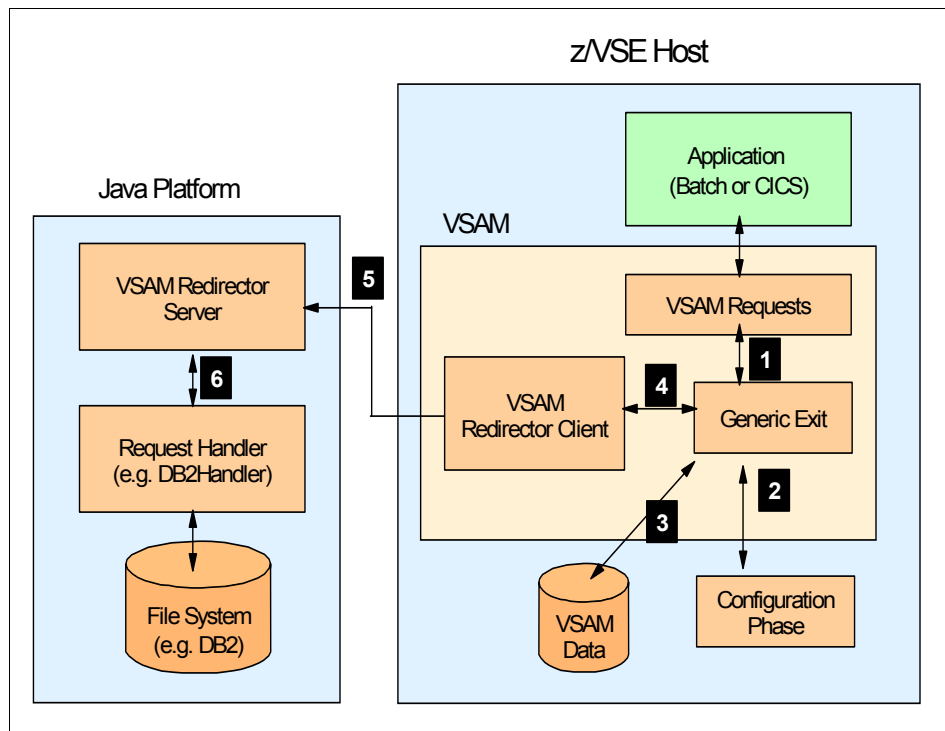 z/VSE Host
Application
(Batch or CICS)
Java Platform
VSAM
VSAM Redirector
Server
5
VSAM Requests
1
6
VSAM
Redirector Client
4
Generic Exit
Request Handler
(e.g. DB2Handler)
2
3
File System
(e.g. DB2)
VSAM
Data
Configuration
Phase